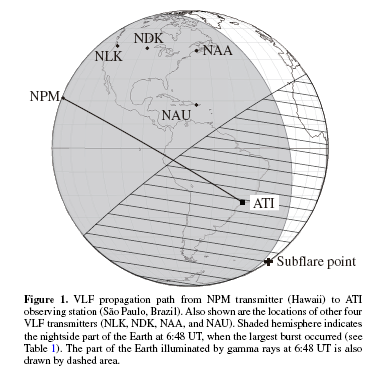 NDK
NLK
NAA
NPM
NAU
ATI
Subflare point
Figure 1. VLF propagation path from NPM transmitter (Hawaii) to ATI
observing station (São Paulo, Brazil). Also shown are the locations of other four
VLF transmitters (NLK, NDK, NAA, and NAU). Shaded hemisphere indicates
the nightside part of the Earth at 6:48 UT, when the largest burst occurred (see
Table 1). The part of the Earth illuminated by gamma rays at 6:48 UT is also
drawn by dashed area.